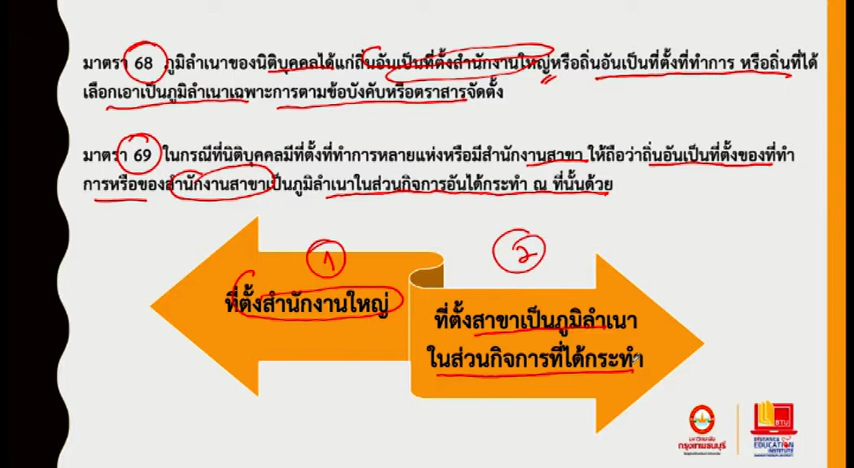 มาตรา 68 ภูมิลำเนาของนิติบุคคลได้แก่ถิ่นอันเป็นที่ตั้งสำนักงานใหญ่หรือถิ่นอันเป็นที่ตั้งที่ทำการ หรือถิ่นที่ได้
เลือกเอาเป็นภูมิลำเนาเฉพาะการตามข้อบังคับหรือตราสารจัดตั้ง
มาตรา 69 ในกรณีที่นิติบุคคลมีที่ตั้งที่ทำการหลายแห่งหรือมีสำนักงานสาขา ให้ถือว่าถิ่นอันเป็นที่ตั้งของที่ทำ
การหรือของสำนักงานสาขาเป็นภูมิลำเนาในส่วนกิจการอันได้กระทำ ณ ที่นั้นด้วย
1
2
ที่ตั้งสำนักงานใหญ่
ที่ตั้งสาขาเป็นภูมิลำเนา
ในส่วนกิจการที่ได้กระทำ
มหาวิทยาลัย
กรุงเทพธนบุรี
BTU
DISTANCE
EDUCATION
INSTITUTE